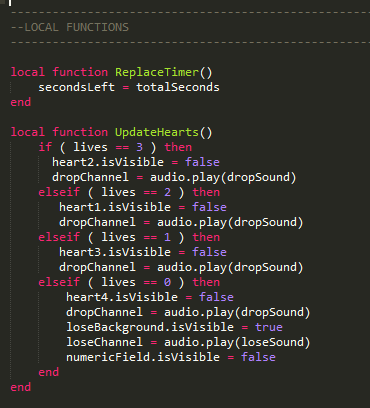 --------------------------------------------------
--LOCAL FUNCTIONS
--------------------------------------------------
local function ReplaceTimer()
    secondsLeft = totalSeconds
end
local function UpdateHearts()
    if ( lives == 3 ) then
      heart2.isVisible = false
      dropChannel = audio.play(dropSound)
    elseif ( lives == 2 ) then
       heart1.isVisible = false
       dropChannel = audio.play(dropSound)
    elseif ( lives == 1 ) then
       heart3.isVisible = false
       dropChannel = audio.play(dropSound)
    elseif ( lives == 0 ) then
        heart4.isVisible = false
        dropChannel = audio.play(dropSound)
        loseBackground.isVisible = true
        loseChannel = audio.play(loseSound)
        numericField.isVisible = false
    end
end